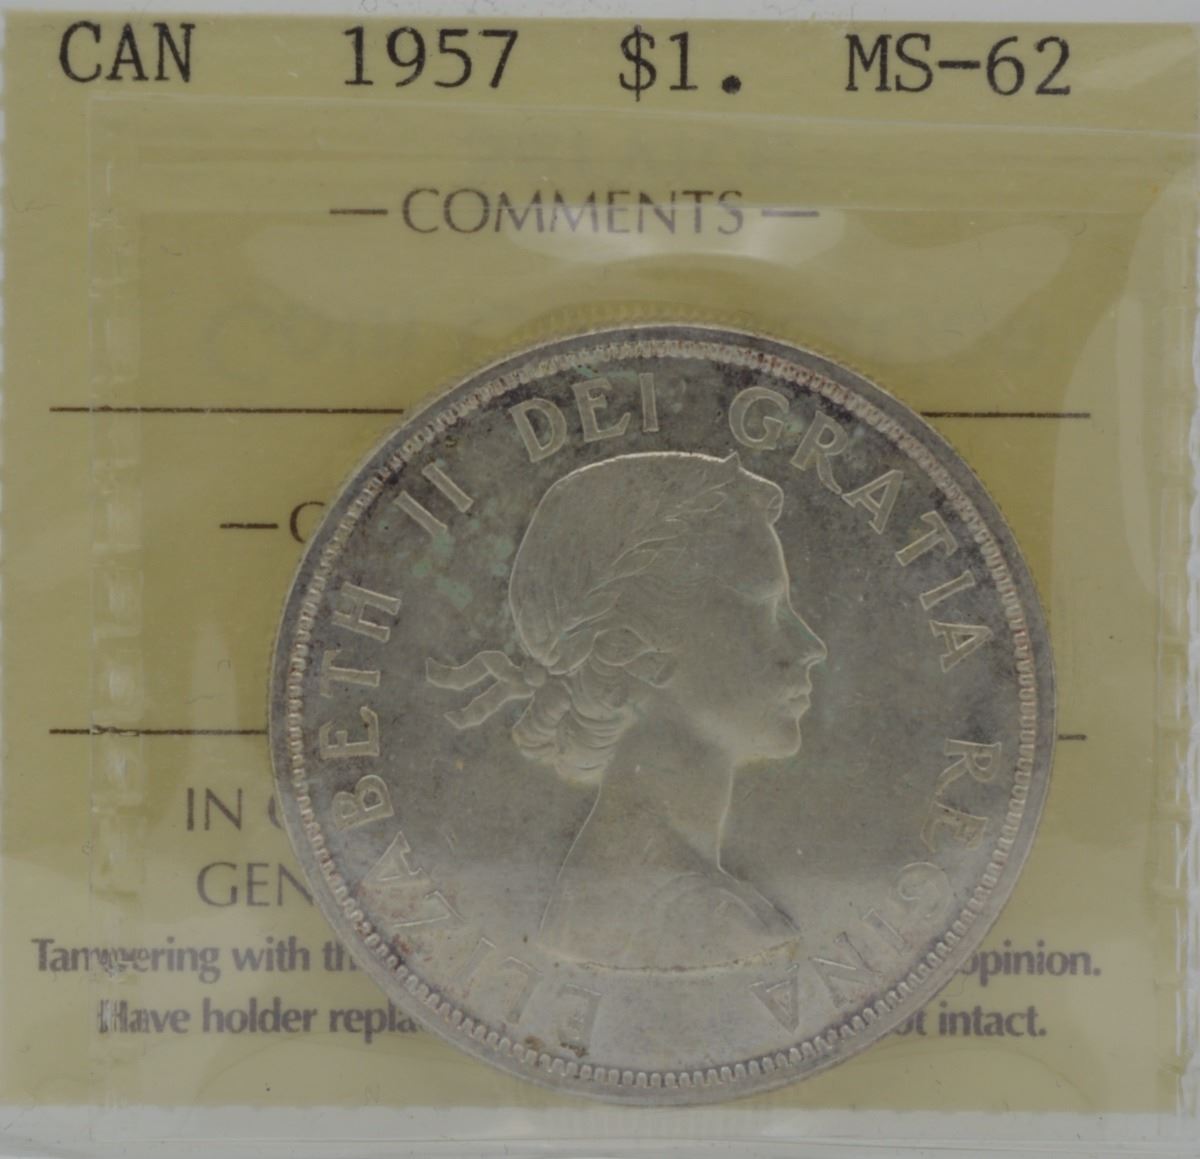 CAN 1957 $1. MS-62
— COMMENTS —
ELIZABETH II DEI GRATIA REGINA
IN
GEN
Tampering with th opinion.
Have holder repla ot intact.